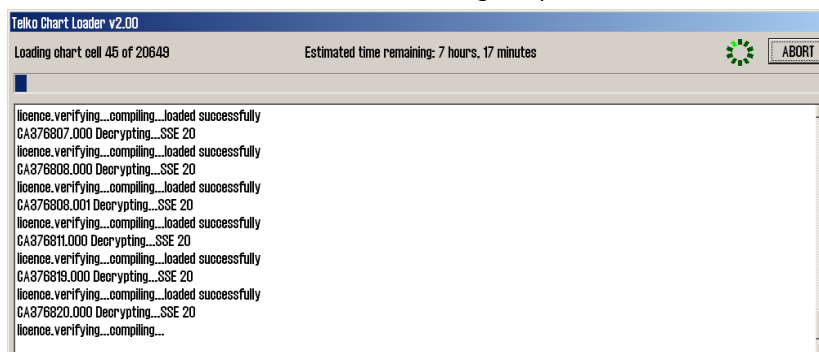 Telko Chart Loader v2.00
Loading chart cell 45 of 20649
Estimated time remaining: 7 hours, 17 minutes
ABORT
licence.verifying...compiling...loaded successfully
CA376807.000 Decrypting...SSE 20
licence.verifying...compiling...loaded successfully
CA376808.000 Decrypting...SSE 20
licence.verifying...compiling...loaded successfully
CA376808.001 Decrypting...SSE 20
licence.verifying...compiling...loaded successfully
CA376811.000 Decrypting...SSE 20
licence.verifying...compiling...loaded successfully
CA376819.000 Decrypting...SSE 20
licence.verifying...compiling...loaded successfully
CA376820.000 Decrypting...SSE 20
licence.verifying...compiling...